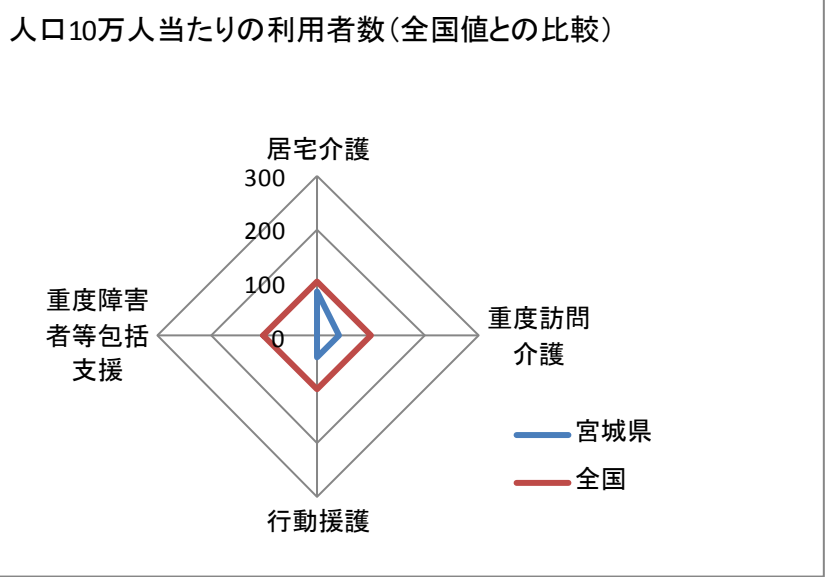 人口10万人当たりの利用者数（全国値との比較）
居宅介護
300
200
100
0
重度障害
者等包括
支援
重度訪問
介護
宮城県
全国
行動援護